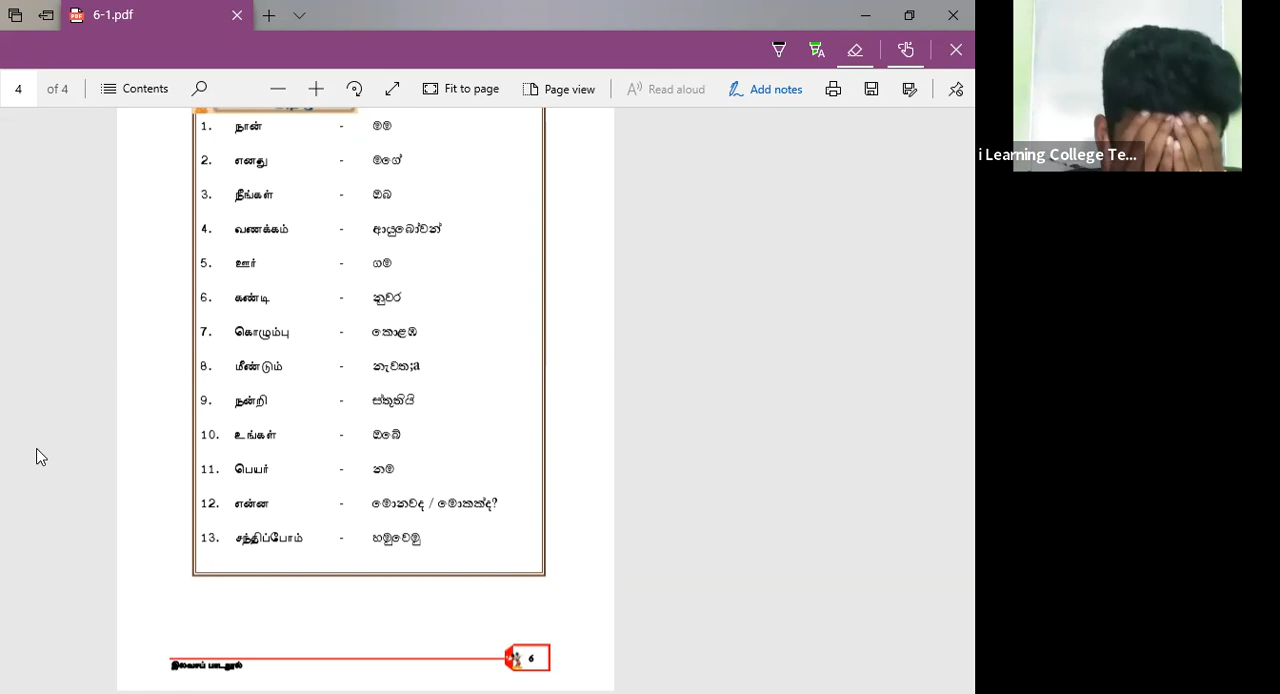 6-1.pdf
4 of 4 Contents Fit to page Page view Read aloud Add notes
1. நான் - මම
2. எனது - මගේ
3. நீங்கள் - ඔබ
4. வணக்கம் - ආයුබෝවන්
5. ஊர் - ගම
6. கண்டி - නුවර
7. கொழும்பு - කොළඹ
8. மீண்டும் - නැවත;a
9. நன்றி - ස්තූතියි
10. உங்கள் - ඔබේ
11. பெயர் - නම
12. என்ன - මොනවද / මොකක්ද?
13. சந்திப்போம் - හමුවෙමු
இலவசப் பாடநூல் 6
i Learning College Te...